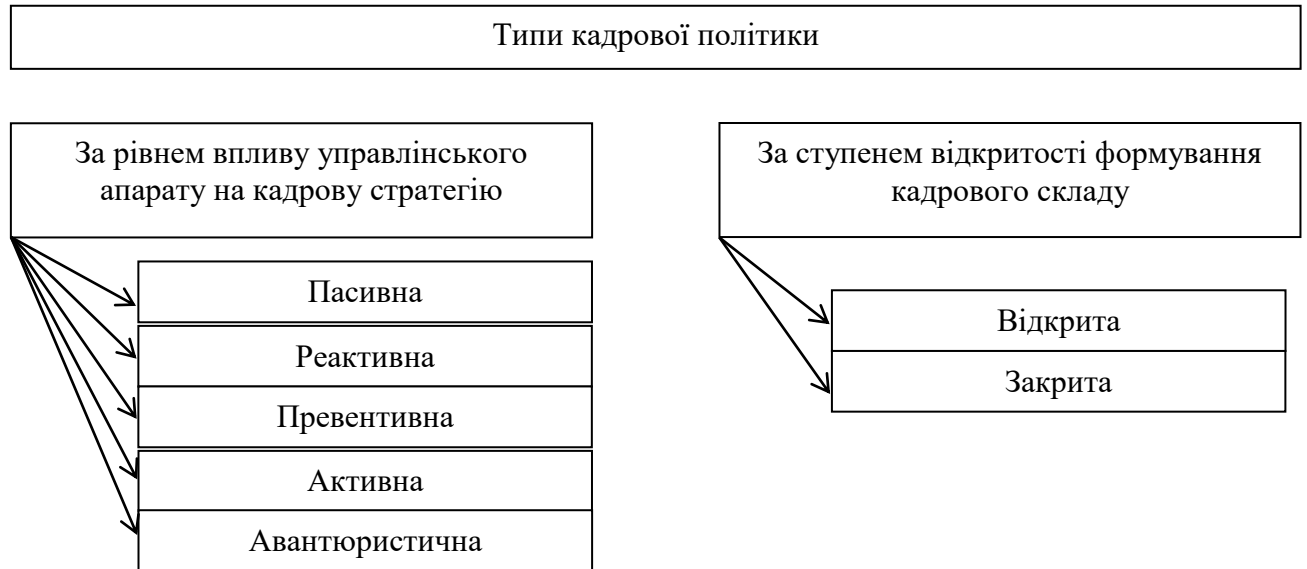 Типи кадрової політики
За рівнем впливу управлінського
апарату на кадрову стратегію
Пасивна
Реактивна
Превентивна
Активна
Авантюристична
За ступенем відкритості формування
кадрового складу
Відкрита
Закрита